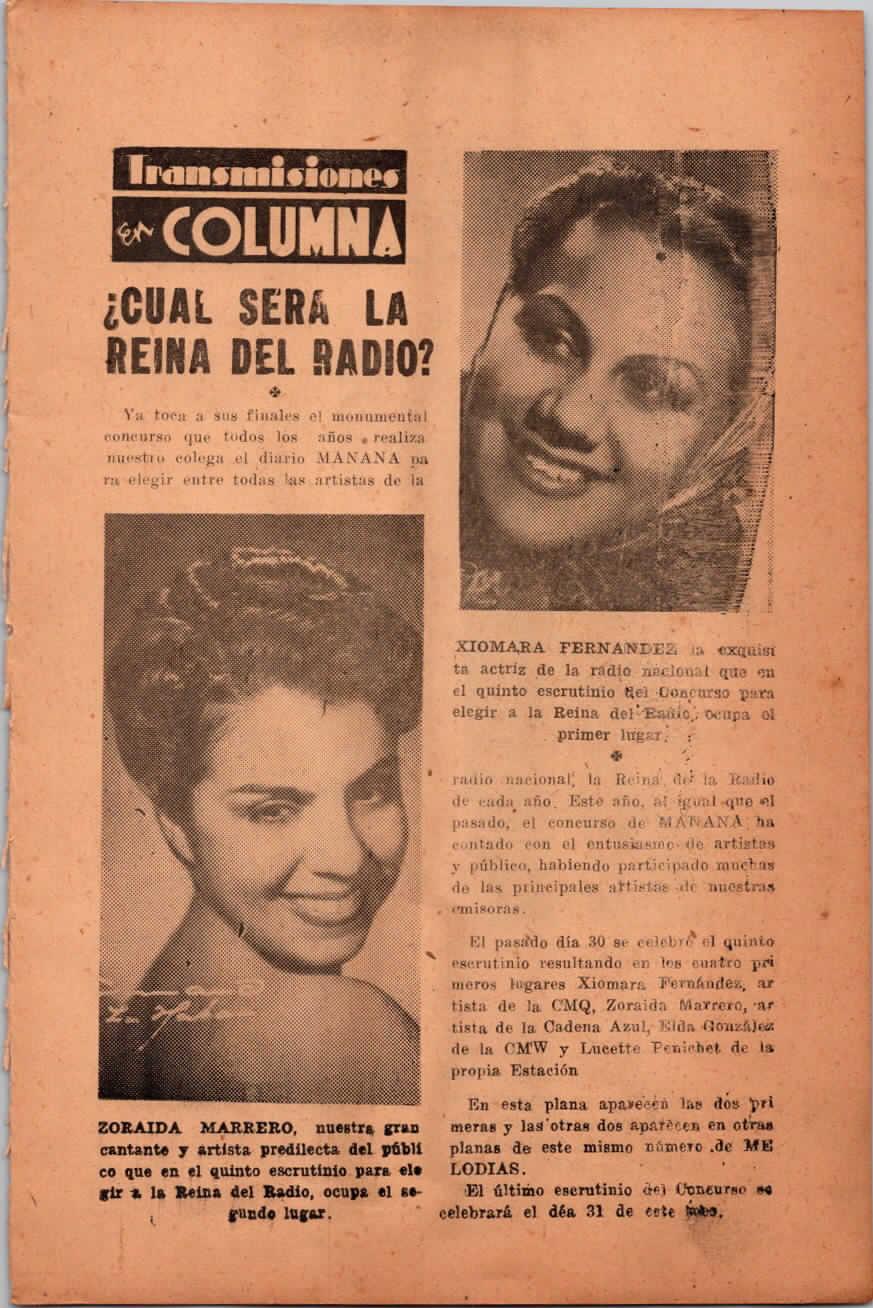 Transmisiones
EN COLUMNA
¿CUAL SERA LA
REINA DEL RADIO?
Ya toca a sus finales el monumental
concurso que todos los años realiza
nuestro colega el diario MAÑANA pa
ra elegir entre todas las artistas de la
ZORAIDA MARRERO, nuestra gran
cantante y artista predilecta del públi
co que en el quinto escrutinio para ele
gir a la Reina del Radio, ocupa el se-
gundo lugar.
XIOMARA FERNANDEZ la exquisi
ta actriz de la radio nacional que en
el quinto escrutinio del Concurso para
elegir a la Reina del Radio, ocupa el
primer lugar.
radio nacional, la Reina de la Radio
de cada año. Este año, al igual que el
pasado, el concurso de MAÑANA ha
contado con el entusiasmo de artistas
y público, habiendo participado muchas
de las principales artistas de nuestras
emisoras.
El pasado día 30 se celebró el quinto
escrutinio resultando en los cuatro pri
meros lugares Xiomara Fernández, ar
tista de la CMQ, Zoraida Marrero, ar
tista de la Cadena Azul, Elda González
de la CMW y Lucette Penichet de la
propia Estación
En esta plana aparecen las dos pri
meras y las otras dos aparecen en otras
planas de este mismo número de ME
LODIAS.
El último escrutinio del Concurso se
celebrará el déa 31 de este